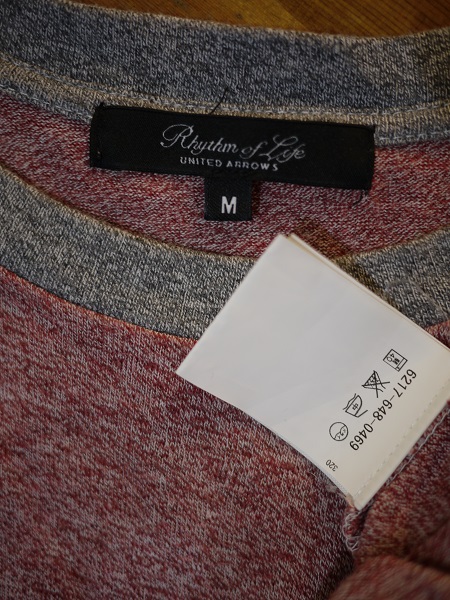 Rhythm of Life
UNITED ARROWS
M
6217-648-0469
320